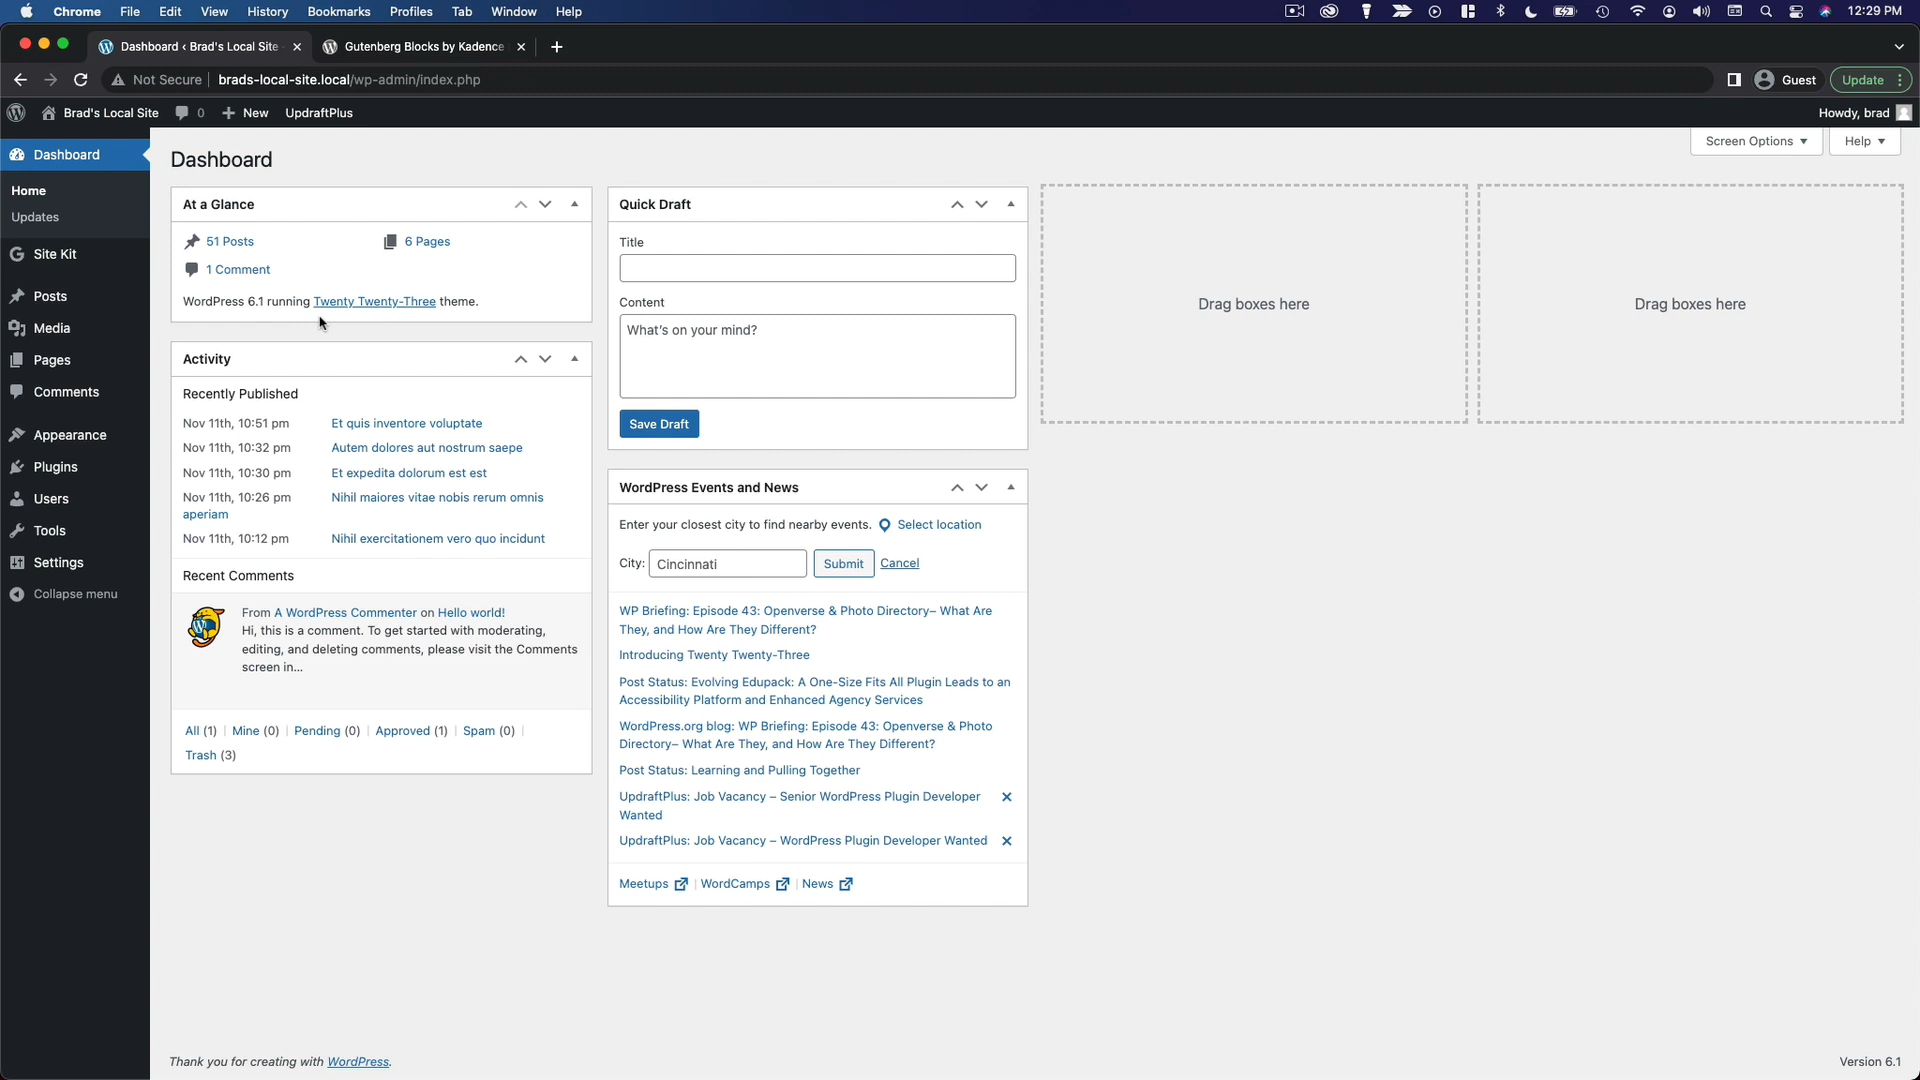 Chrome File Edit View History Bookmarks Profiles Tab Window Help 12:29 PM
Dashboard ‹ Brad's Local Site Gutenberg Blocks by Kadence
Not Secure brads-local-site.local/wp-admin/index.php Guest Update
Brad's Local Site 0 New UpdraftPlus Howdy, brad
Screen Options Help
Dashboard
Home
Updates
Site Kit
Posts
Media
Pages
Comments
Appearance
Plugins
Users
Tools
Settings
Collapse menu
Dashboard
At a Glance
51 Posts 6 Pages
1 Comment
WordPress 6.1 running Twenty Twenty-Three theme.
Activity
Recently Published
Nov 11th, 10:51 pm Et quis inventore voluptate
Nov 11th, 10:32 pm Autem dolores aut nostrum saepe
Nov 11th, 10:30 pm Et expedita dolorum est est
Nov 11th, 10:26 pm Nihil maiores vitae nobis rerum omnis
aperiam
Nov 11th, 10:12 pm Nihil exercitationem vero quo incidunt
Recent Comments
From A WordPress Commenter on Hello world!
Hi, this is a comment. To get started with moderating,
editing, and deleting comments, please visit the Comments
screen in...
All (1) | Mine (0) | Pending (0) | Approved (1) | Spam (0) |
Trash (3)
Quick Draft
Title
Content
What's on your mind?
Save Draft
WordPress Events and News
Enter your closest city to find nearby events. Select location
City: Cincinnati Submit Cancel
WP Briefing: Episode 43: Openverse & Photo Directory– What Are
They, and How Are They Different?
Introducing Twenty Twenty-Three
Post Status: Evolving Edupack: A One-Size Fits All Plugin Leads to an
Accessibility Platform and Enhanced Agency Services
WordPress.org blog: WP Briefing: Episode 43: Openverse & Photo
Directory– What Are They, and How Are They Different?
Post Status: Learning and Pulling Together
UpdraftPlus: Job Vacancy – Senior WordPress Plugin Developer
Wanted
UpdraftPlus: Job Vacancy – WordPress Plugin Developer Wanted
Meetups | WordCamps | News
Drag boxes here
Drag boxes here
Thank you for creating with WordPress. Version 6.1